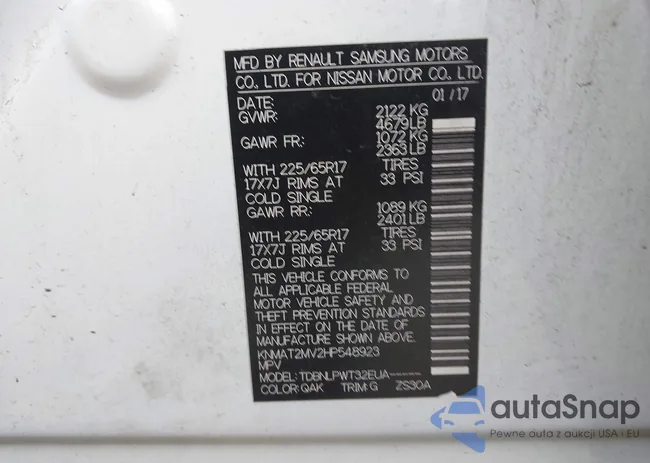 MFD BY RENAULT SAMSUNG MOTORS
CO., LTD. FOR NISSAN MOTOR CO., LTD.
DATE: 01/17
GVWR: 2122 KG
4679LB
GAWR FR: 1072 KG
2363LB
WITH 225/65R17 TIRES
17X7J RIMS AT 33 PSI
COLD SINGLE
GAWR RR: 1089 KG
2401LB
WITH 225/65R17 TIRES
17X7J RIMS AT 33 PSI
COLD SINGLE
THIS VEHICLE CONFORMS TO
ALL APPLICABLE FEDERAL
MOTOR VEHICLE SAFETY AND
THEFT PREVENTION STANDARDS
IN EFFECT ON THE DATE OF
MANUFACTURE SHOWN ABOVE
KNMAT2MV2HP548923
MPV
MODEL: TDBNLPWT32EUA-----
COLOR: QAK TRIM: G ZS30A
autaSnap
Pewne auta z aukcji USA i EU